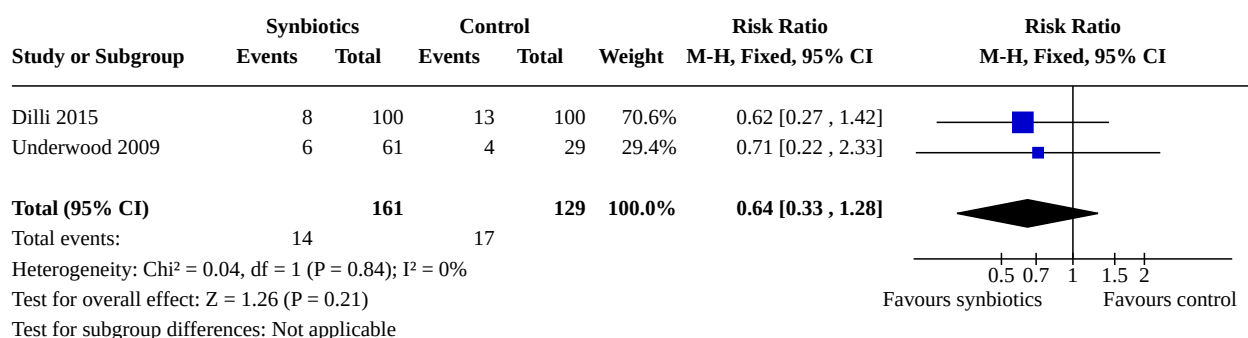 Synbiotics Control Risk Ratio Risk Ratio
Study or Subgroup Events Total Events Total Weight M-H, Fixed, 95% CI M-H, Fixed, 95% CI
Dilli 2015 8 100 13 100 70.6% 0.62 [0.27 , 1.42]
Underwood 2009 6 61 4 29 29.4% 0.71 [0.22 , 2.33]
Total (95% CI) 161 129 100.0% 0.64 [0.33 , 1.28]
Total events: 14 17
Heterogeneity: Chi² = 0.04, df = 1 (P = 0.84); I² = 0%
0.5 0.7 1 1.5 2
Test for overall effect: Z = 1.26 (P = 0.21) Favours synbiotics Favours control
Test for subgroup differences: Not applicable